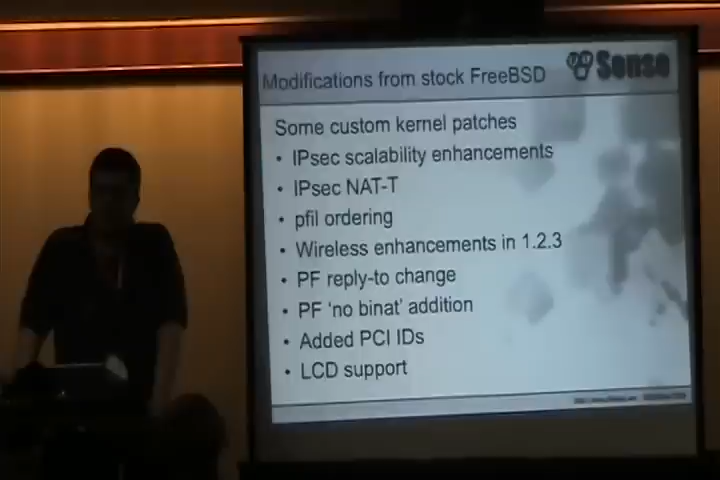 Modifications from stock FreeBSD
Sense
Some custom kernel patches
• IPsec scalability enhancements
• IPsec NAT-T
• pfil ordering
• Wireless enhancements in 1.2.3
• PF reply-to change
• PF 'no binat' addition
• Added PCI IDs
• LCD support